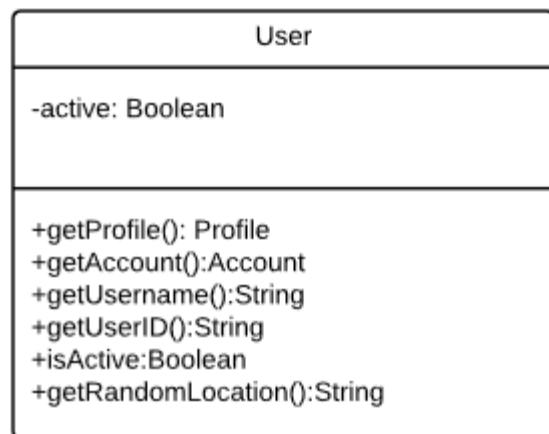 User
-active: Boolean
+getProfile(): Profile
+getAccount():Account
+getUsername():String
+getUserID():String
+isActive:Boolean
+getRandomLocation():String